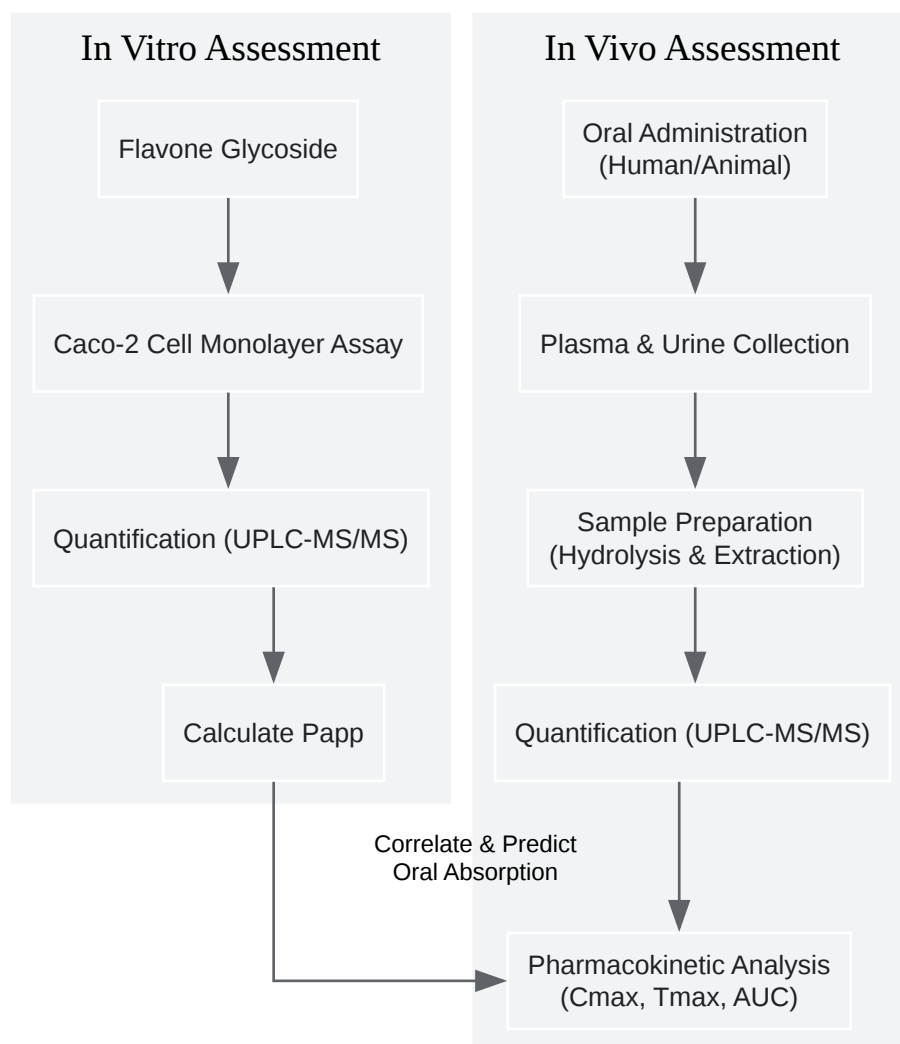 In Vitro Assessment
Flavone Glycoside
Caco-2 Cell Monolayer Assay
Quantification (UPLC-MS/MS)
Calculate Papp
In Vivo Assessment
Oral Administration
(Human/Animal)
Plasma & Urine Collection
Sample Preparation
(Hydrolysis & Extraction)
Quantification (UPLC-MS/MS)
Correlate & Predict
Oral Absorption
Pharmacokinetic Analysis
(Cmax, Tmax, AUC)